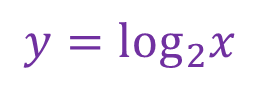 y = log₂x